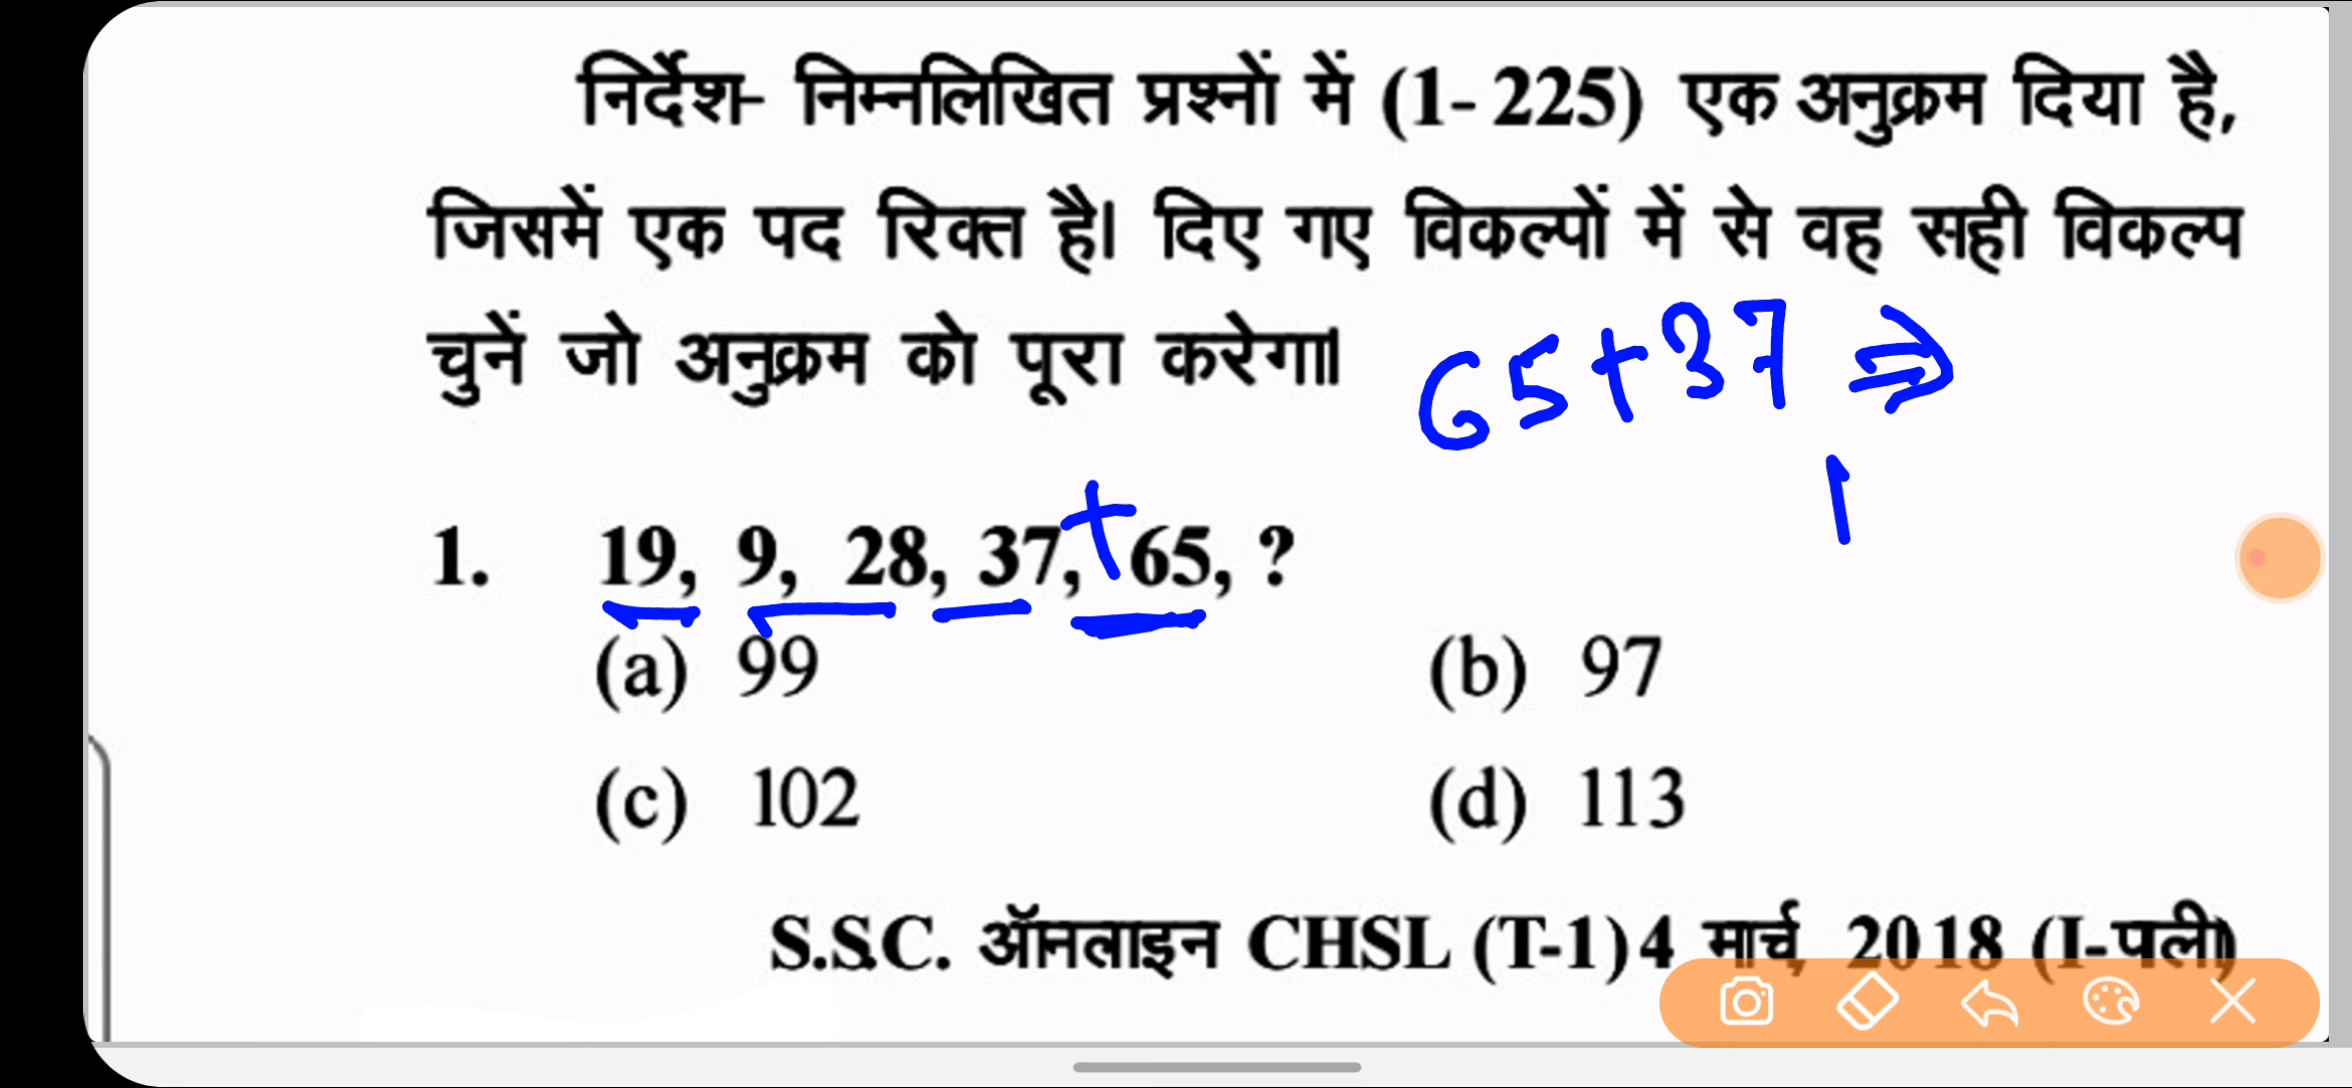 निर्देश- निम्नलिखित प्रश्नों में (1-225) एक अनुक्रम दिया है,
जिसमें एक पद रिक्त है। दिए गए विकल्पों में से वह सही विकल्प
चुनें जो अनुक्रम को पूरा करेगा।
65+37 ⇒
1
1. 19, 9, 28, 37, + 65, ?
(a) 99 (b) 97
(c) 102 (d) 113
S.S.C. ऑनलाइन CHSL (T-1) 4 मार्च, 2018 (I-पाली)